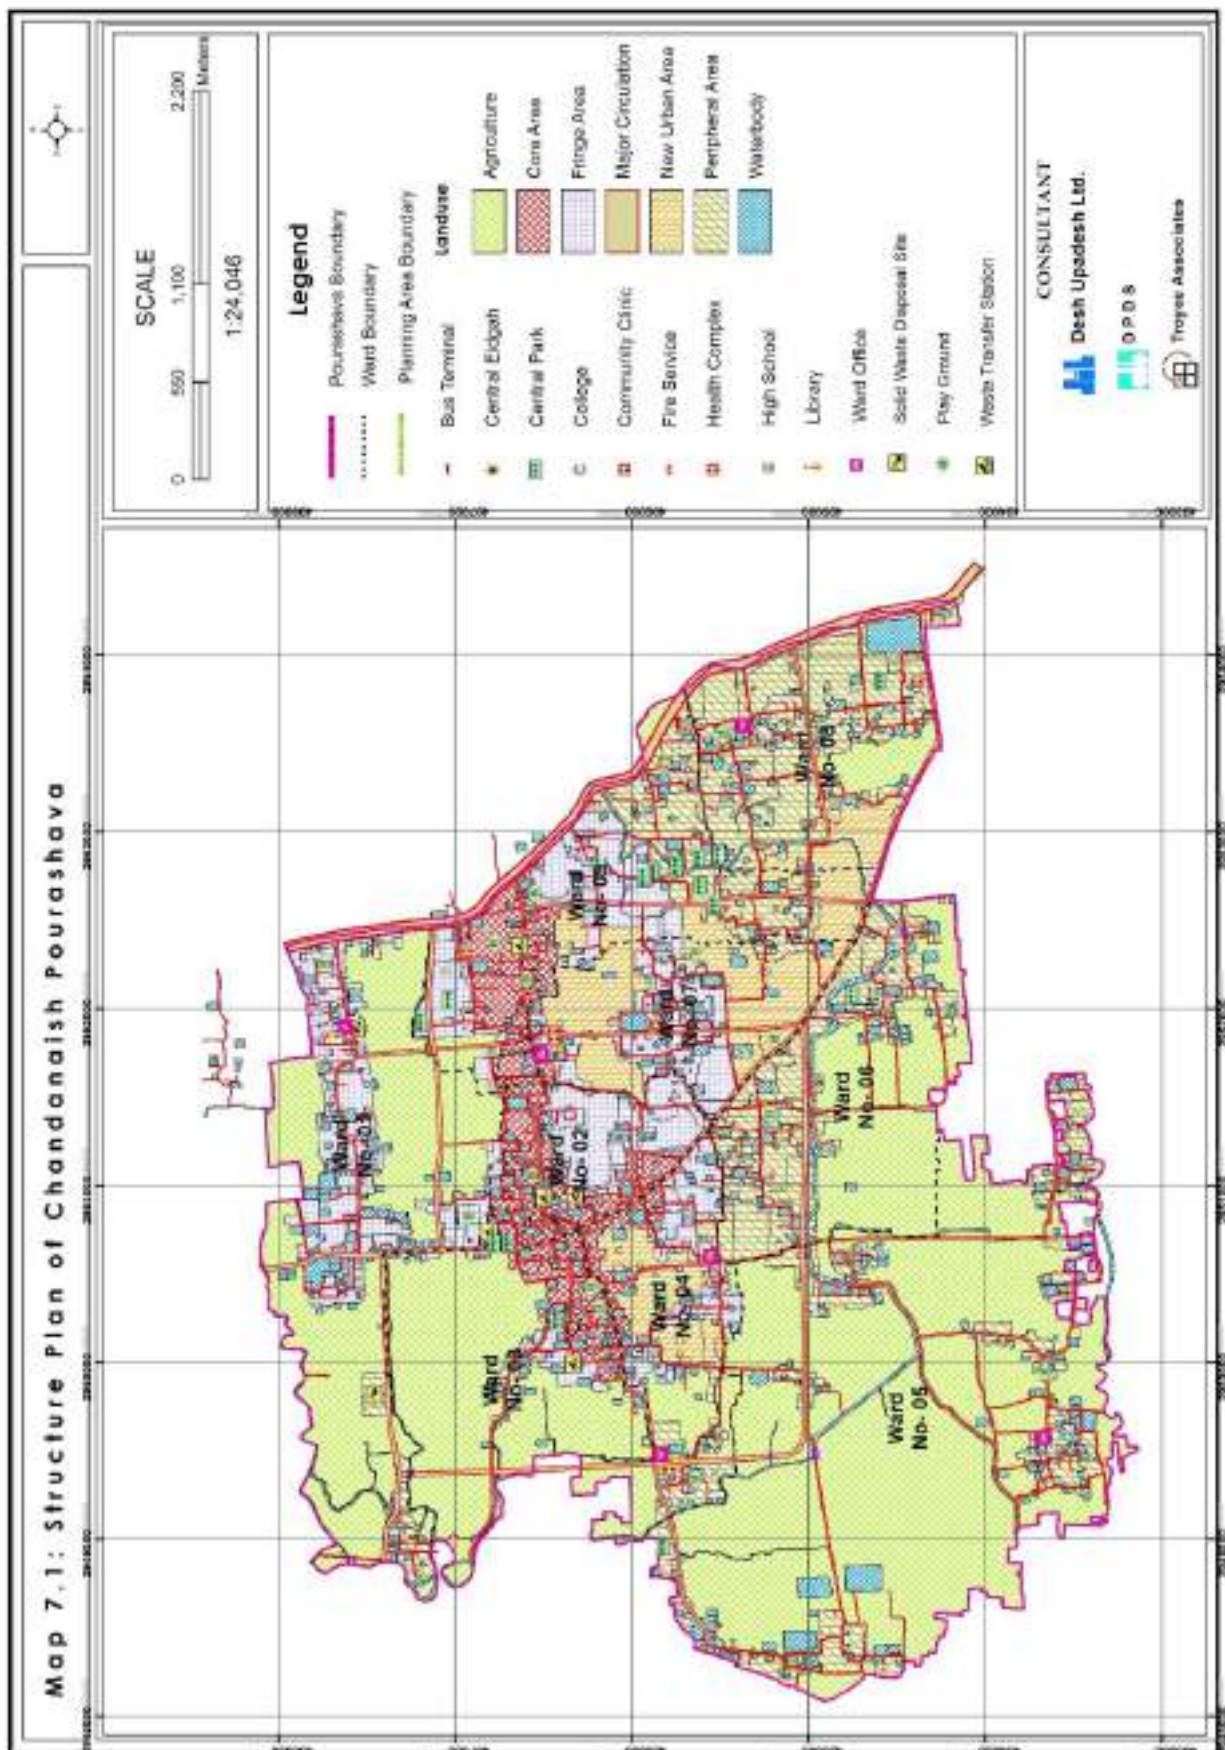 Map 7.1: Structure Plan of Chandanaish Pourashava
SCALE
0 550 1,100 2,200
Meters
1:24,046
Legend
Pourashava Boundary
Ward Boundary
Planning Area Boundary
Bus Terminal
Central Eidgah
Central Park
College
Community Clinic
Fire Service
Health Complex
High School
Library
Ward Office
Solid Waste Disposal Site
Play Ground
Waste Transfer Station
Landuse
Agriculture
Core Area
Fringe Area
Major Circulation
New Urban Area
Peripheral Area
Waterbody
CONSULTANT
Desh Upadesh Ltd.
D P D S
Troyee Associates
Ward
No-
Ward
No- 02
Ward
No-
Ward
No- 04
Ward
No- 05
Ward
No- 06
Ward
No- 07
Ward
No- 08
Ward
No- 09